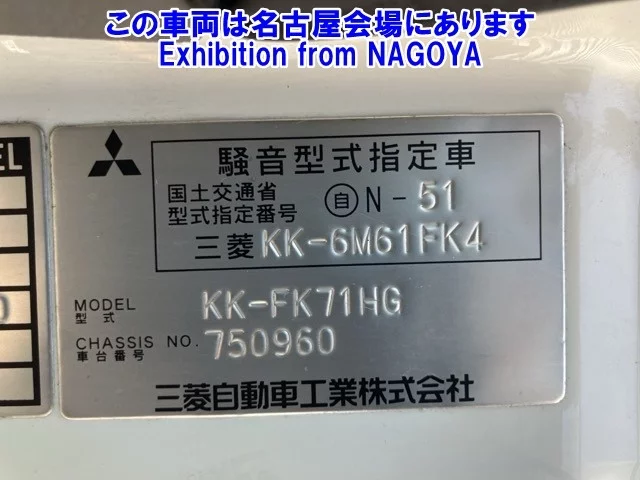 この車両は名古屋会場にあります
Exhibition from NAGOYA
EL
騒音型式指定車
国土交通省
型式指定番号 自 N-51
三菱 KK-6M61FK4
0
MODEL
型式 KK-FK71HG
CHASSIS NO.
車台番号 750960
三菱自動車工業株式会社